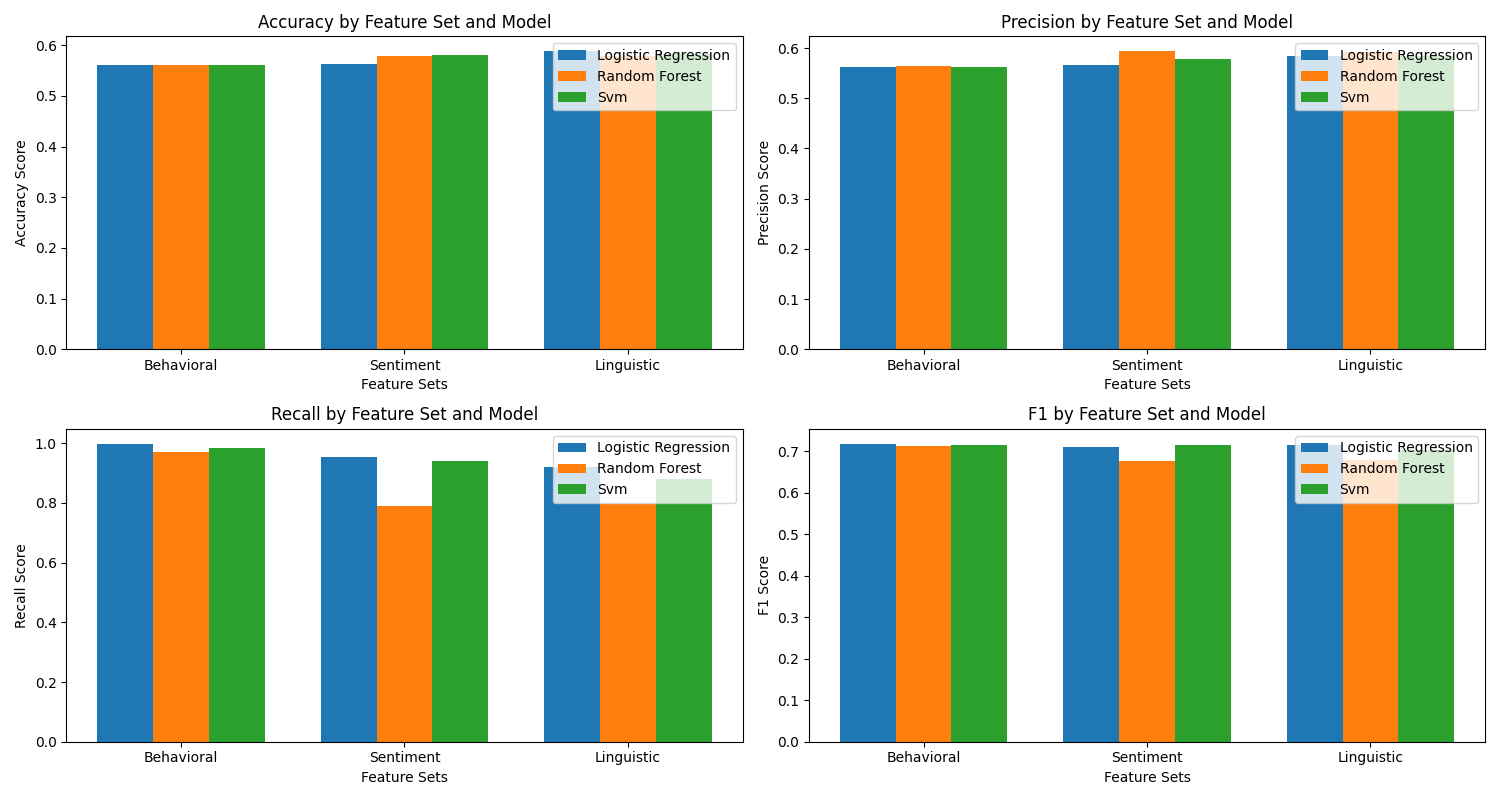 Accuracy by Feature Set and Model
Accuracy Score
0.6
0.5
0.4
0.3
0.2
0.1
0.0
Logistic Regression
Random Forest
Svm
Behavioral Sentiment Linguistic
Feature Sets
Precision by Feature Set and Model
Precision Score
0.6
0.5
0.4
0.3
0.2
0.1
0.0
Logistic Regression
Random Forest
Svm
Behavioral Sentiment Linguistic
Feature Sets
Recall by Feature Set and Model
Recall Score
1.0
0.8
0.6
0.4
0.2
0.0
Logistic Regression
Random Forest
Svm
Behavioral Sentiment Linguistic
Feature Sets
F1 by Feature Set and Model
F1 Score
0.7
0.6
0.5
0.4
0.3
0.2
0.1
0.0
Logistic Regression
Random Forest
Svm
Behavioral Sentiment Linguistic
Feature Sets